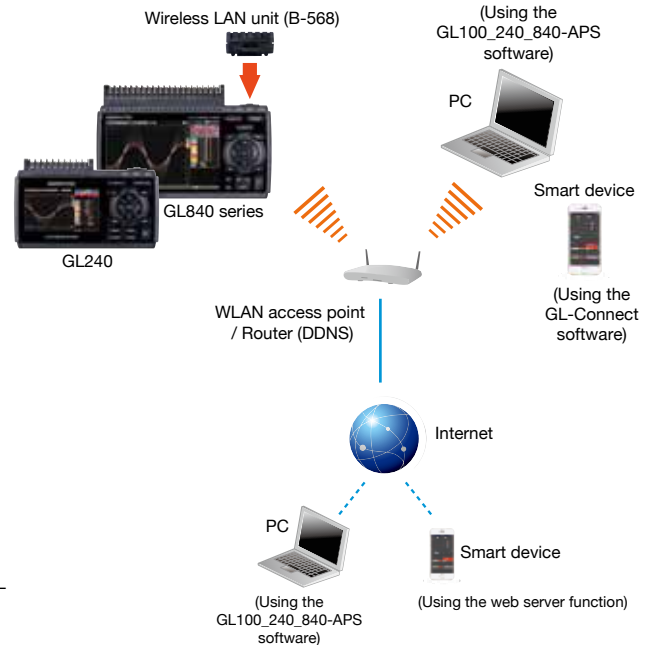 Wireless LAN unit (B-568)
(Using the
GL100_240_840-APS
software)
PC
GL840 series
GL240
Smart device
(Using the
GL-Connect
software)
WLAN access point
/ Router (DDNS)
Internet
PC
Smart device
(Using the
GL100_240_840-APS
software)
(Using the web server function)